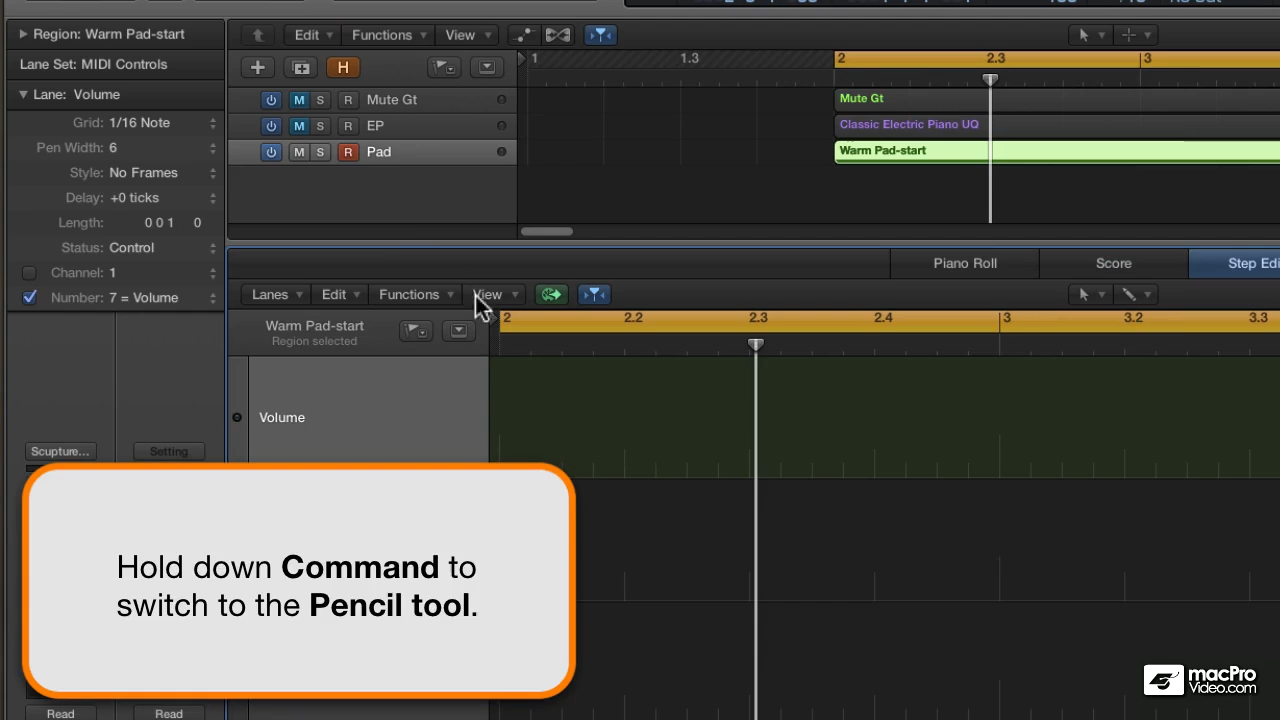 Region: Warm Pad-start
Lane Set: MIDI Controls
Lane: Volume
Grid: 1/16 Note
Pen Width: 6
Style: No Frames
Delay: +0 ticks
Length: 0 0 1 0
Status: Control
Channel: 1
Number: 7 = Volume
Scupture...
Setting
Read
Read
Edit
Functions
View
H
1
1.3
2
2.3
3
M S R Mute Gt
M S R EP
M S R Pad
Mute Gt
Classic Electric Piano UQ
Warm Pad-start
Piano Roll
Score
Step Edi
Lanes
Edit
Functions
View
Warm Pad-start
Region selected
2
2.2
2.3
2.4
3
3.2
3.3
Volume
Hold down Command to
switch to the Pencil tool.
macPro
Video.com